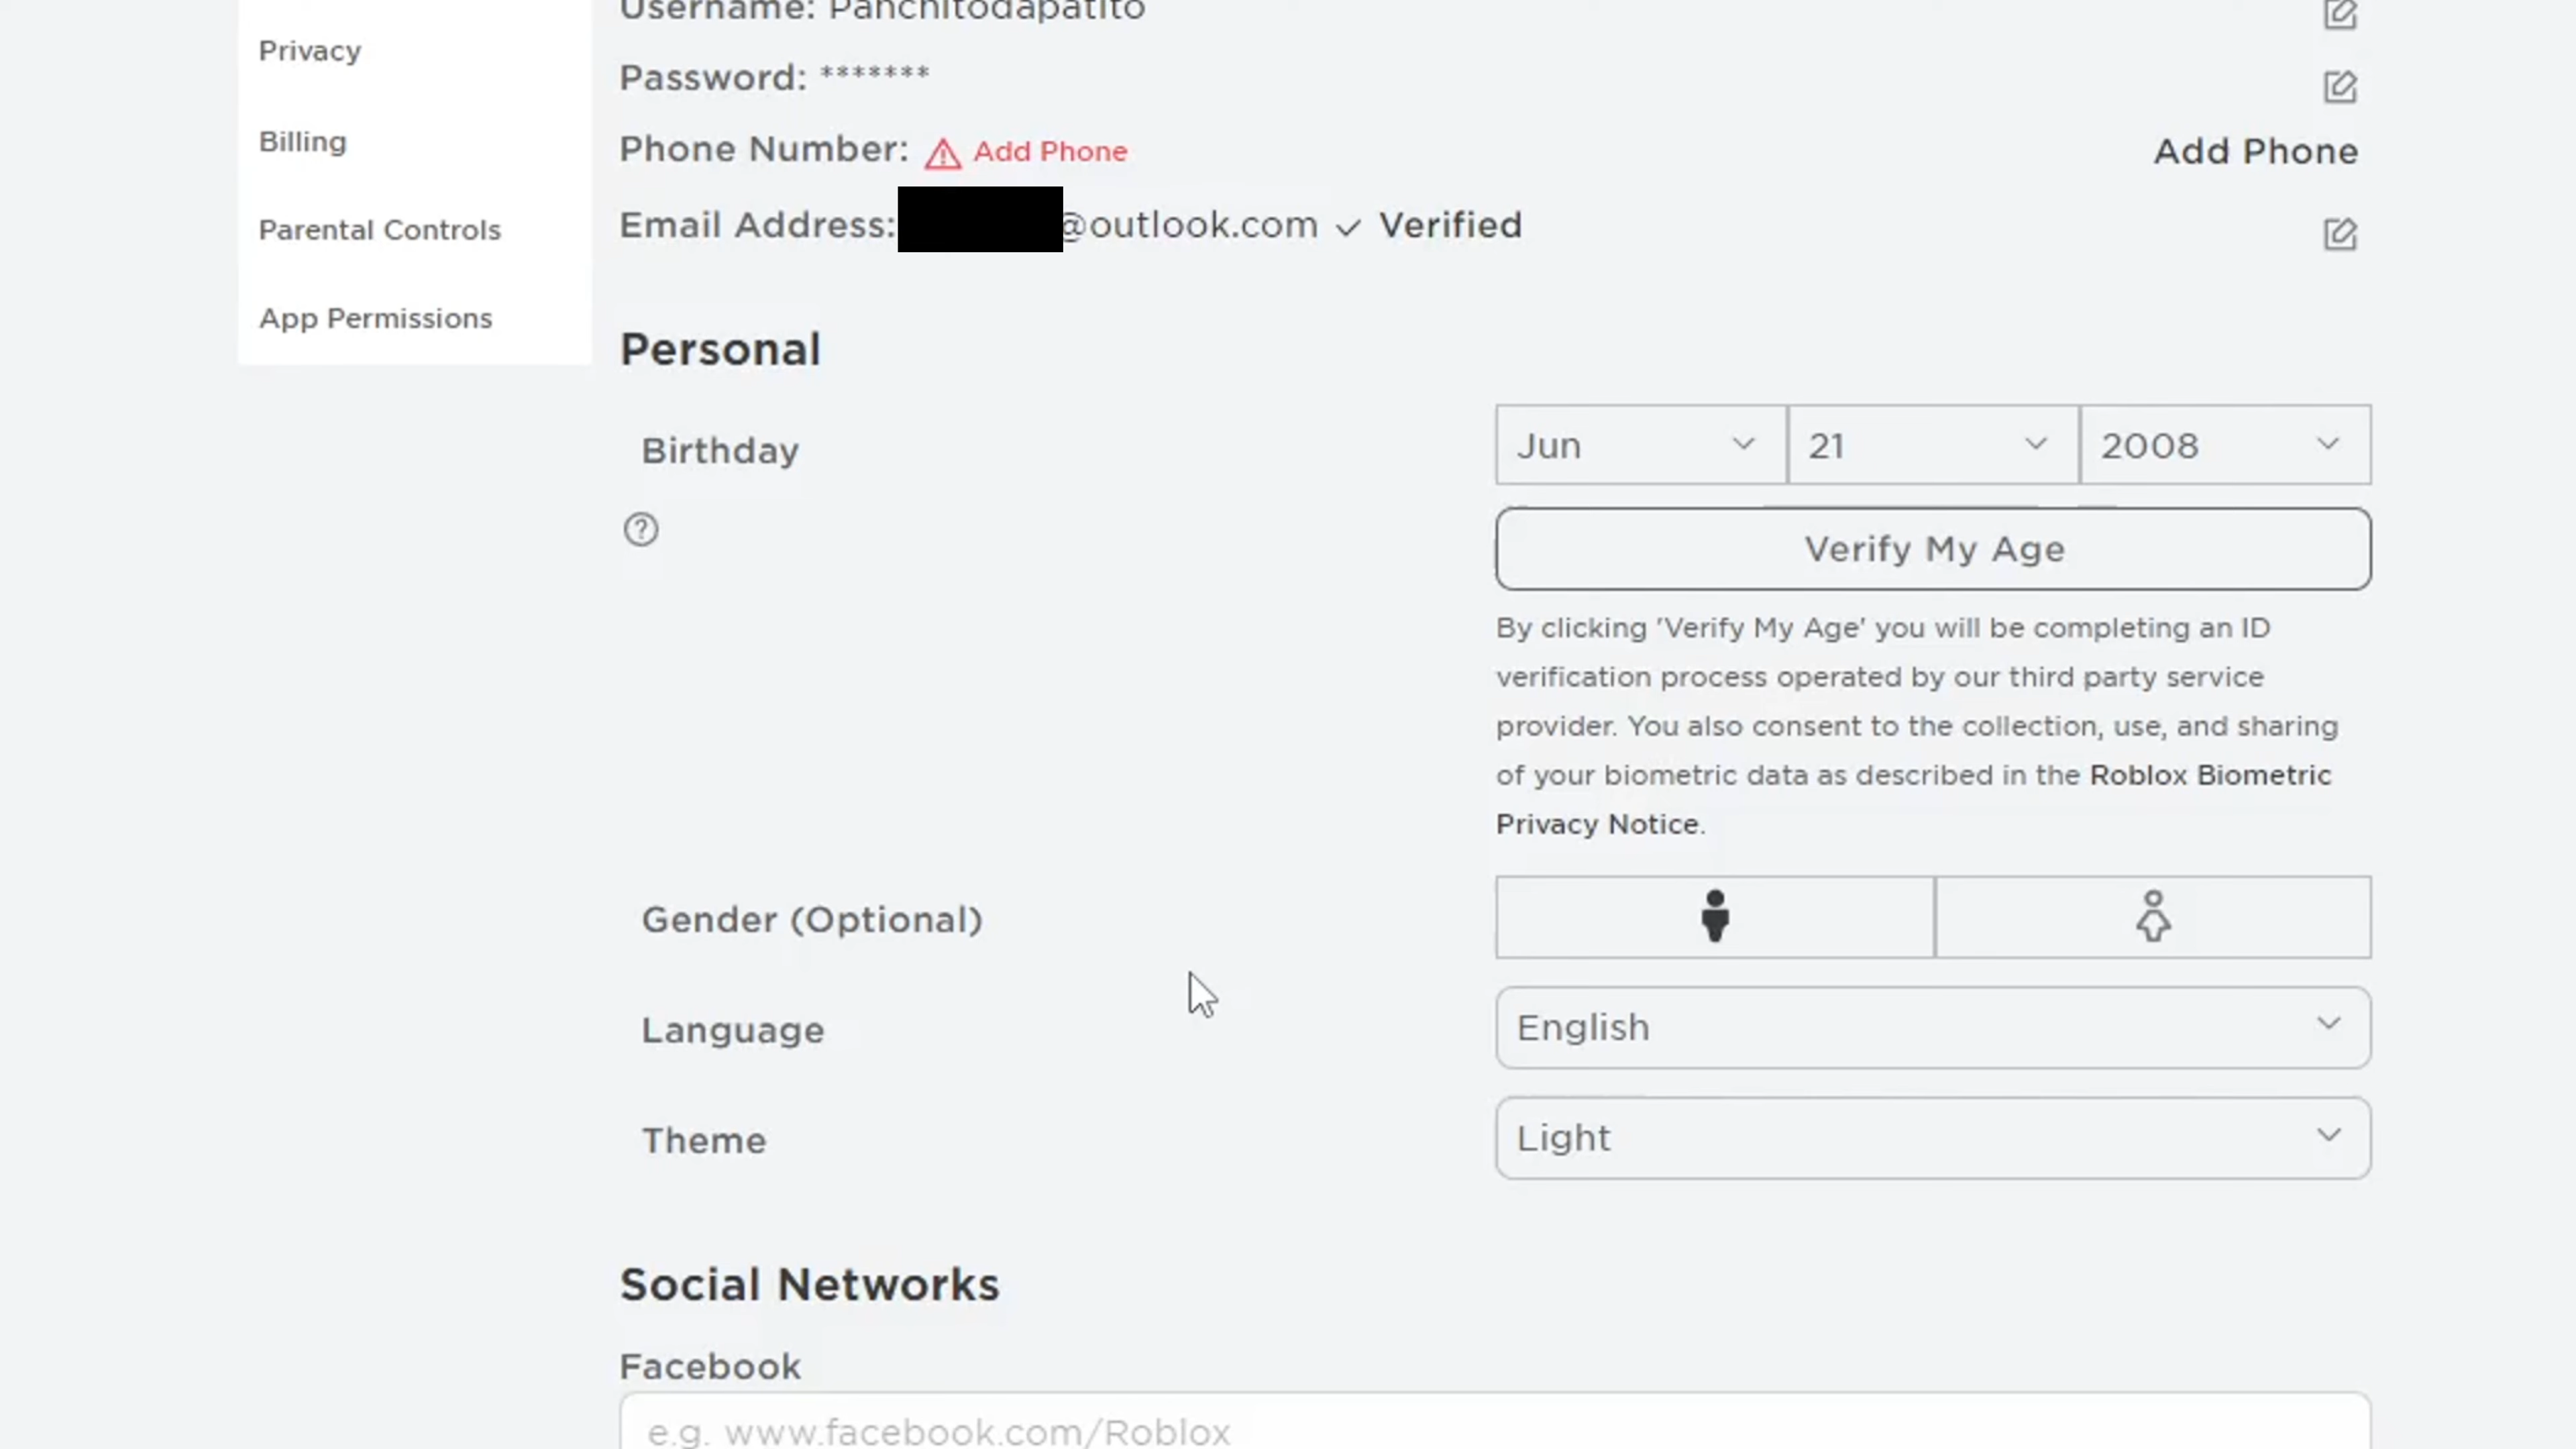 Username: Panchitodapatito
Privacy
Password: *******
Billing
Phone Number: Add Phone
Add Phone
Parental Controls
Email Address: @outlook.com Verified
App Permissions
Personal
Birthday
Jun 21 2008
?
Verify My Age
By clicking 'Verify My Age' you will be completing an ID
verification process operated by our third party service
provider. You also consent to the collection, use, and sharing
of your biometric data as described in the Roblox Biometric
Privacy Notice.
Gender (Optional)
Language
English
Theme
Light
Social Networks
Facebook
e.g. www.facebook.com/Roblox